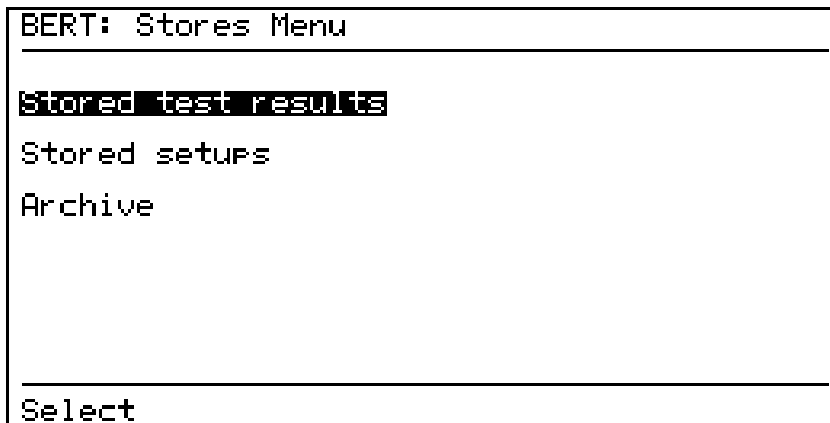 BERT: Stores Menu
Stored test results
Stored setups
Archive
Select